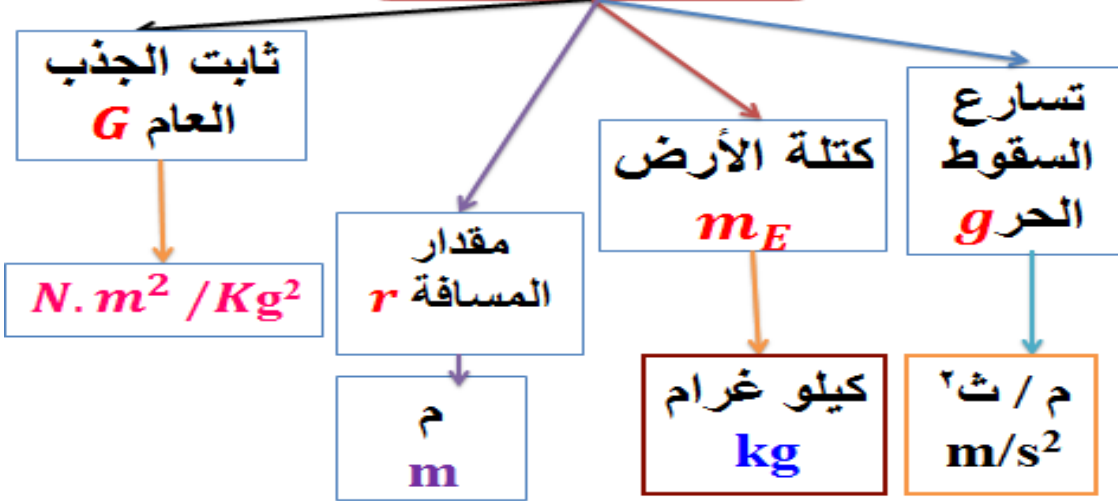 تسارع
السقوط
الحر g
م / ث٢
m/s²
كتلة الأرض
m_E
كيلو غرام
kg
مقدار
المسافة r
م
m
ثابت الجذب
العام G
N.m² /Kg²